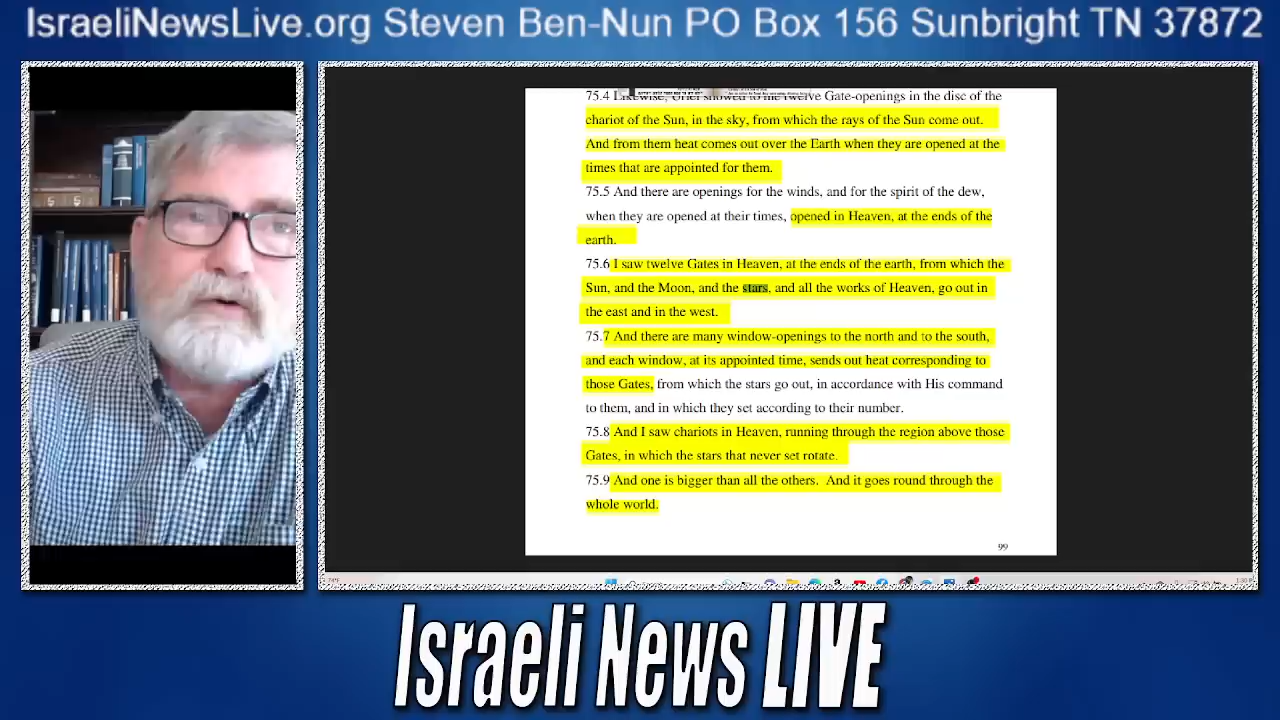 IsraeliNewsLive.org Steven Ben-Nun PO Box 156 Sunbright TN 37872
75.4 Likewise, Uriel showed to me twelve Gate-openings in the disc of the
chariot of the Sun, in the sky, from which the rays of the Sun come out.
And from them heat comes out over the Earth when they are opened at the
times that are appointed for them.
75.5 And there are openings for the winds, and for the spirit of the dew,
when they are opened at their times, opened in Heaven, at the ends of the
earth.
75.6 I saw twelve Gates in Heaven, at the ends of the earth, from which the
Sun, and the Moon, and the stars, and all the works of Heaven, go out in
the east and in the west.
75.7 And there are many window-openings to the north and to the south,
and each window, at its appointed time, sends out heat corresponding to
those Gates, from which the stars go out, in accordance with His command
to them, and in which they set according to their number.
75.8 And I saw chariots in Heaven, running through the region above those
Gates, in which the stars that never set rotate.
75.9 And one is bigger than all the others. And it goes round through the
whole world.
99
Israeli News LIVE